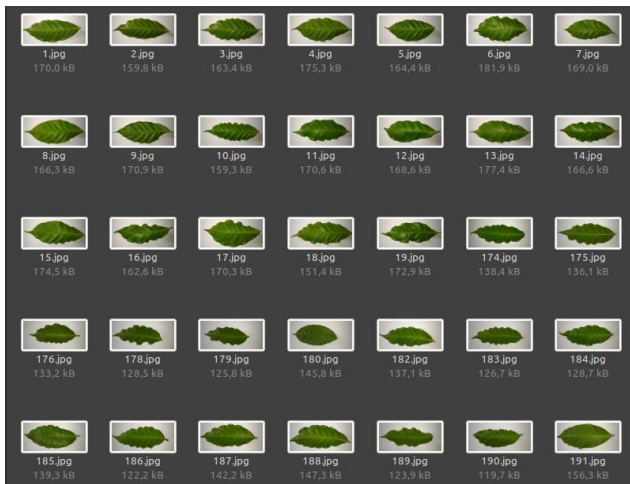 1.jpg 2.jpg 3.jpg 4.jpg 5.jpg 6.jpg 7.jpg
170,0 kB 159,8 kB 163,4 kB 175,3 kB 164,4 kB 181,9 kB 169,0 kB
8.jpg 9.jpg 10.jpg 11.jpg 12.jpg 13.jpg 14.jpg
166,3 kB 170,9 kB 159,3 kB 170,6 kB 168,6 kB 177,4 kB 166,6 kB
15.jpg 16.jpg 17.jpg 18.jpg 19.jpg 174.jpg 175.jpg
174,5 kB 162,6 kB 170,3 kB 151,4 kB 172,9 kB 138,4 kB 136,1 kB
176.jpg 178.jpg 179.jpg 180.jpg 182.jpg 183.jpg 184.jpg
133,2 kB 128,5 kB 125,8 kB 145,8 kB 137,1 kB 126,7 kB 128,7 kB
185.jpg 186.jpg 187.jpg 188.jpg 189.jpg 190.jpg 191.jpg
139,3 kB 122,2 kB 142,2 kB 147,3 kB 123,9 kB 119,7 kB 156,3 kB